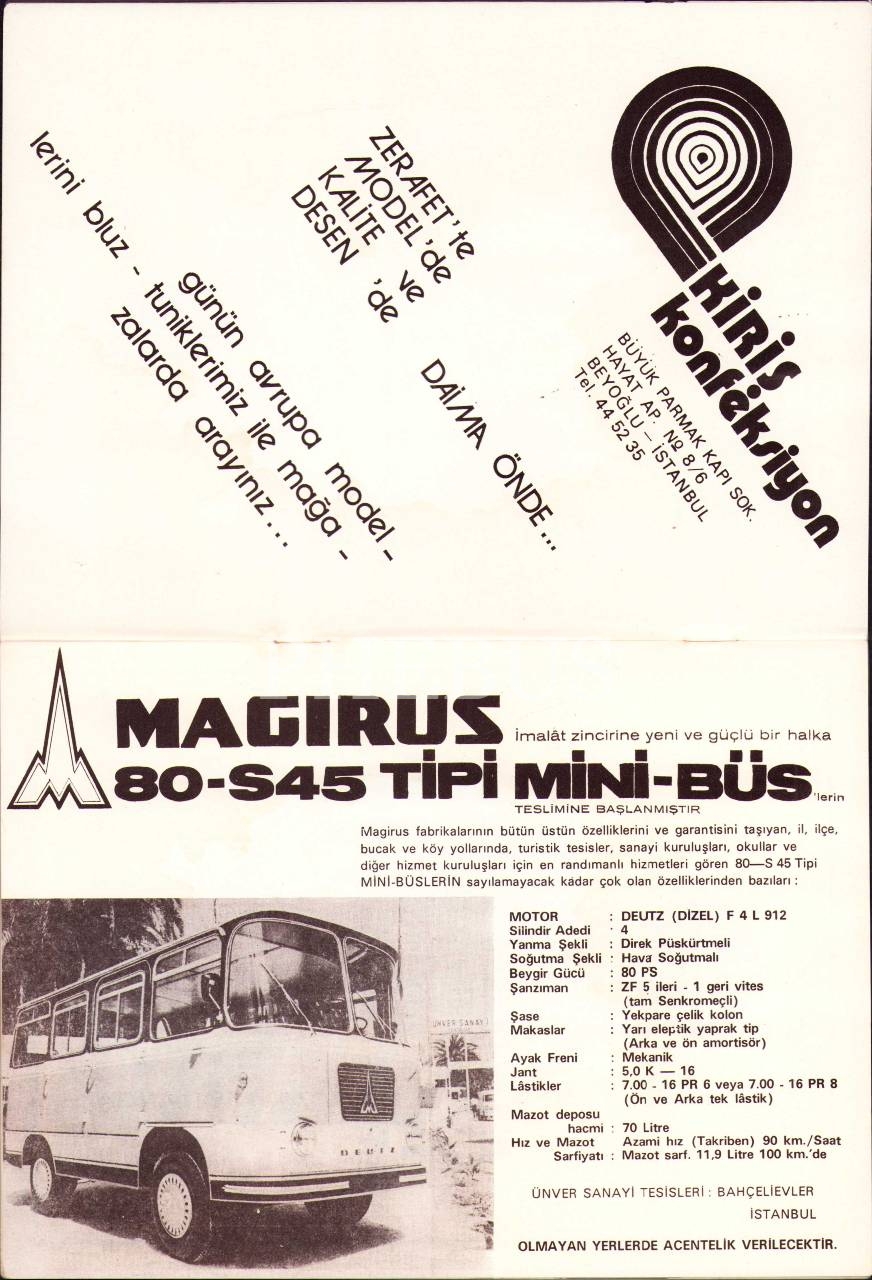 KİRİŞ
konfeksiyon
BÜYÜK PARMAK KAPI SOK.
HAYAT AP. № 8/6
BEYOĞLU – İSTANBUL
Tel. 44 52 35
ZERAFET'te
MODEL'de
KALİTE ve
DESEN 'de
DAİMA ÖNDE...
günün avrupa model-
lerini bluz - tuniklerimiz ile mağa-
zalarda arayınız...
MAGIRUS
İmalât zincirine yeni ve güçlü bir halka
80-S45 TİPİ MİNİ-BÜS'lerin
TESLİMİNE BAŞLANMIŞTIR
Magirus fabrikalarının bütün üstün özelliklerini ve garantisini taşıyan, il, ilçe,
bucak ve köy yollarında, turistik tesisler, sanayi kuruluşları, okullar ve
diğer hizmet kuruluşları için en randımanlı hizmetleri gören 80—S 45 Tipi
MİNİ-BÜSLERİN sayılamayacak kadar çok olan özelliklerinden bazıları :
MOTOR : DEUTZ (DİZEL) F 4 L 912
Silindir Adedi : 4
Yanma Şekli : Direk Püskürtmeli
Soğutma Şekli : Hava Soğutmalı
Beygir Gücü : 80 PS
Şanzıman : ZF 5 ileri - 1 geri vites
(tam Senkromeçli)
Şase : Yekpare çelik kolon
Makaslar : Yarı eleptik yaprak tip
(Arka ve ön amortisör)
Ayak Freni : Mekanik
Jant : 5,0 K — 16
Lâstikler : 7.00 - 16 PR 6 veya 7.00 - 16 PR 8
(Ön ve Arka tek lâstik)
Mazot deposu
hacmi : 70 Litre
Hız ve Mazot Azami hız (Takriben) 90 km./Saat
Sarfiyatı : Mazot sarf. 11,9 Litre 100 km.'de
ÜNVER SANAYİ
DEUTZ
ÜNVER SANAYİ TESİSLERİ : BAHÇELİEVLER
İSTANBUL
OLMAYAN YERLERDE ACENTELİK VERİLECEKTİR.